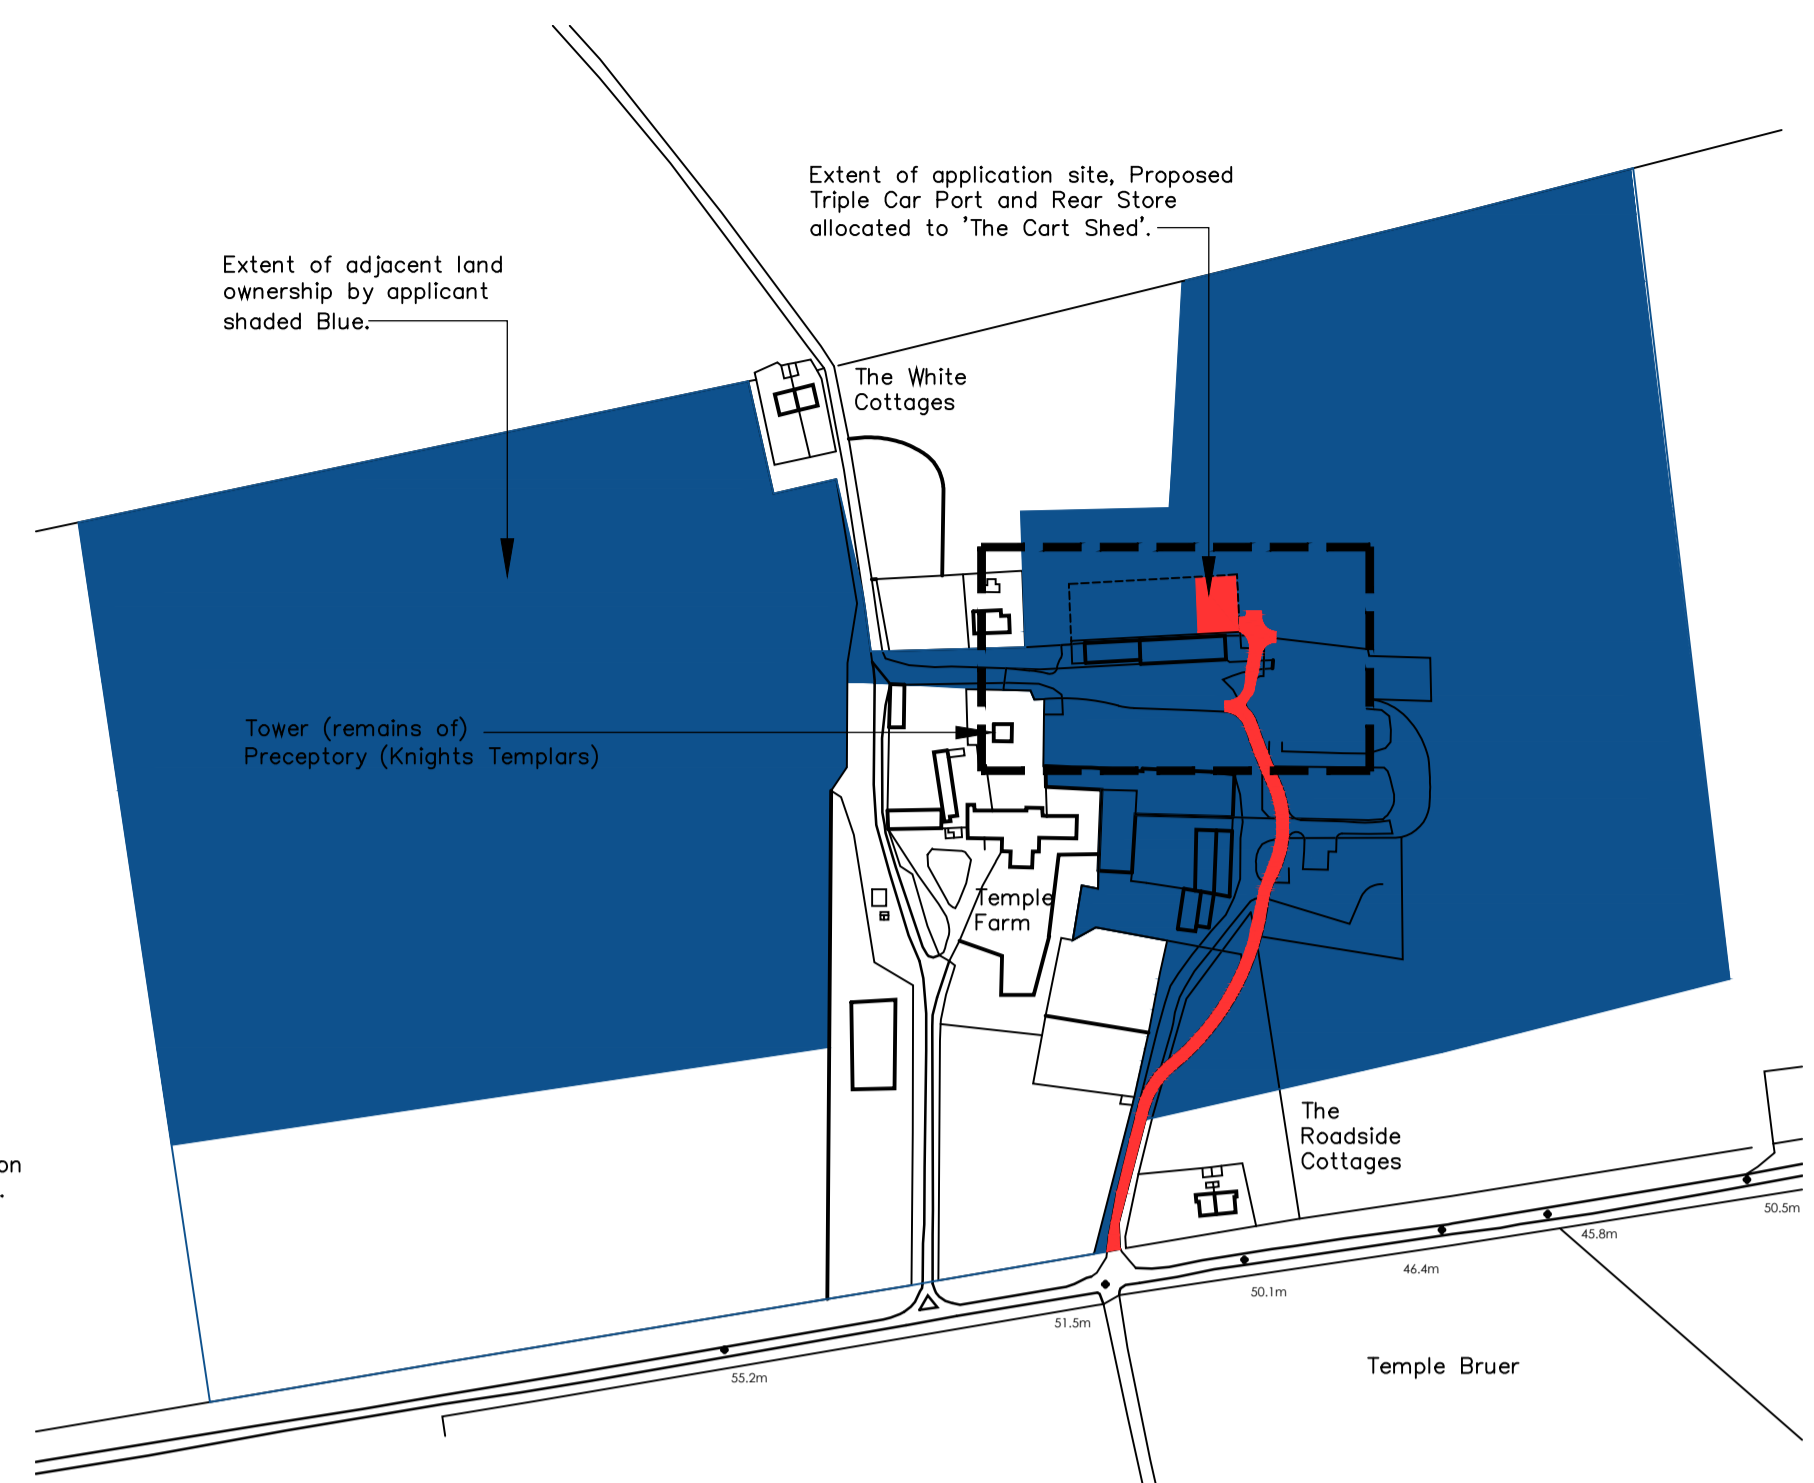 Extent of application site, Proposed
Triple Car Port and Rear Store
allocated to 'The Cart Shed'.
Extent of adjacent land
ownership by applicant
shaded Blue.
The White
Cottages
Tower (remains of)
Preceptory (Knights Templars)
Temple
Farm
The
Roadside
Cottages
on
.
50.5m
45.8m
46.4m
50.1m
51.5m
55.2m
Temple Bruer